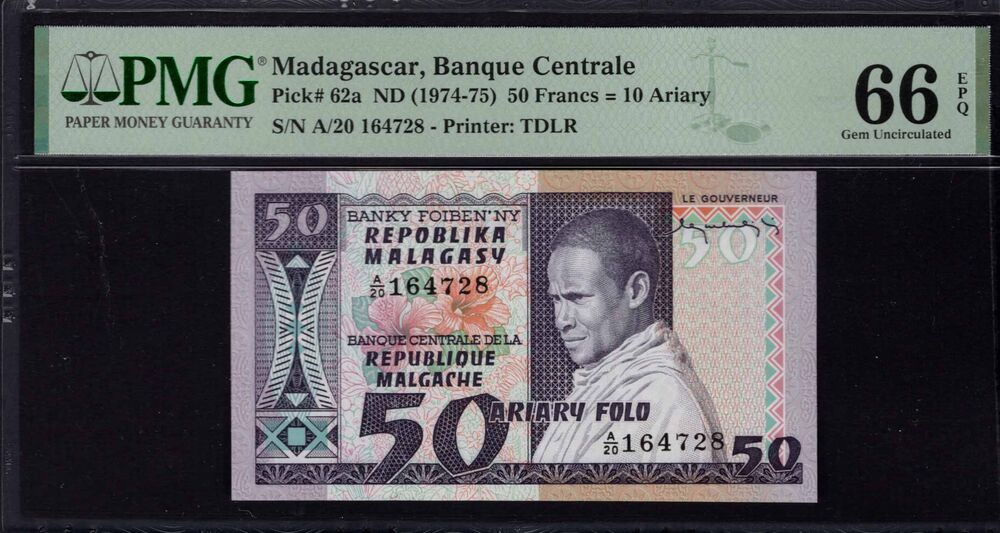 PMG®
PAPER MONEY GUARANTY
Madagascar, Banque Centrale
Pick# 62a ND (1974-75) 50 Francs = 10 Ariary
S/N A/20 164728 - Printer: TDLR
66 EPQ
Gem Uncirculated
50
BANKY FOIBEN'NY
REPOBLIKA
MALAGASY
A/20 164728
BANQUE CENTRALE DE LA
REPUBLIQUE
MALGACHE
50 ARIARY FOLO
LE GOUVERNEUR
50
A/20 164728
50